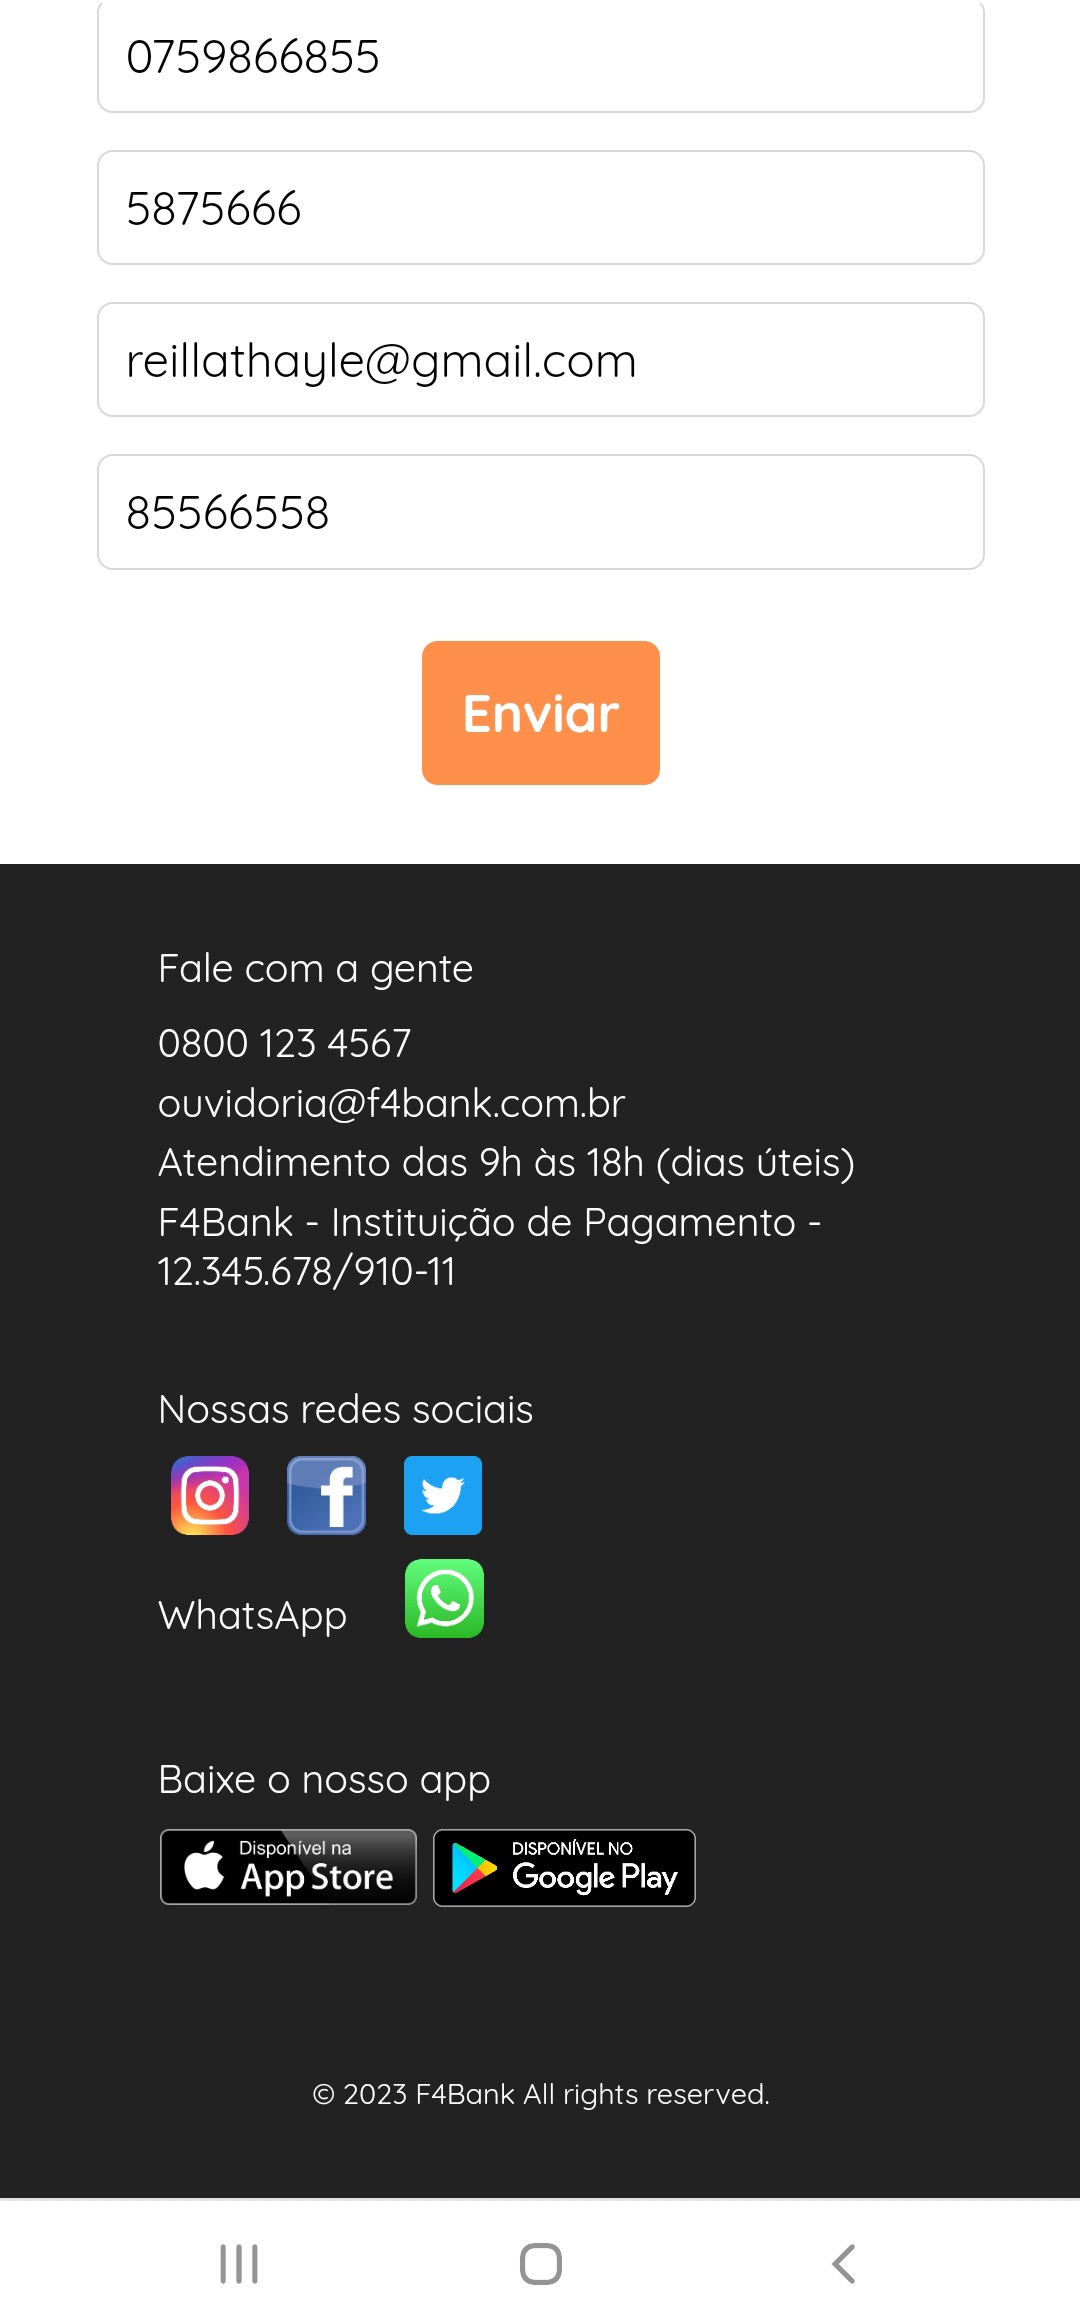 0759866855
5875666
reillathayle@gmail.com
85566558
Enviar
Fale com a gente
0800 123 4567
ouvidoria@f4bank.com.br
Atendimento das 9h às 18h (dias úteis)
F4Bank - Instituição de Pagamento -
12.345.678/910-11
Nossas redes sociais
WhatsApp
Baixe o nosso app
Disponível na
App Store
DISPONÍVEL NO
Google Play
© 2023 F4Bank All rights reserved.